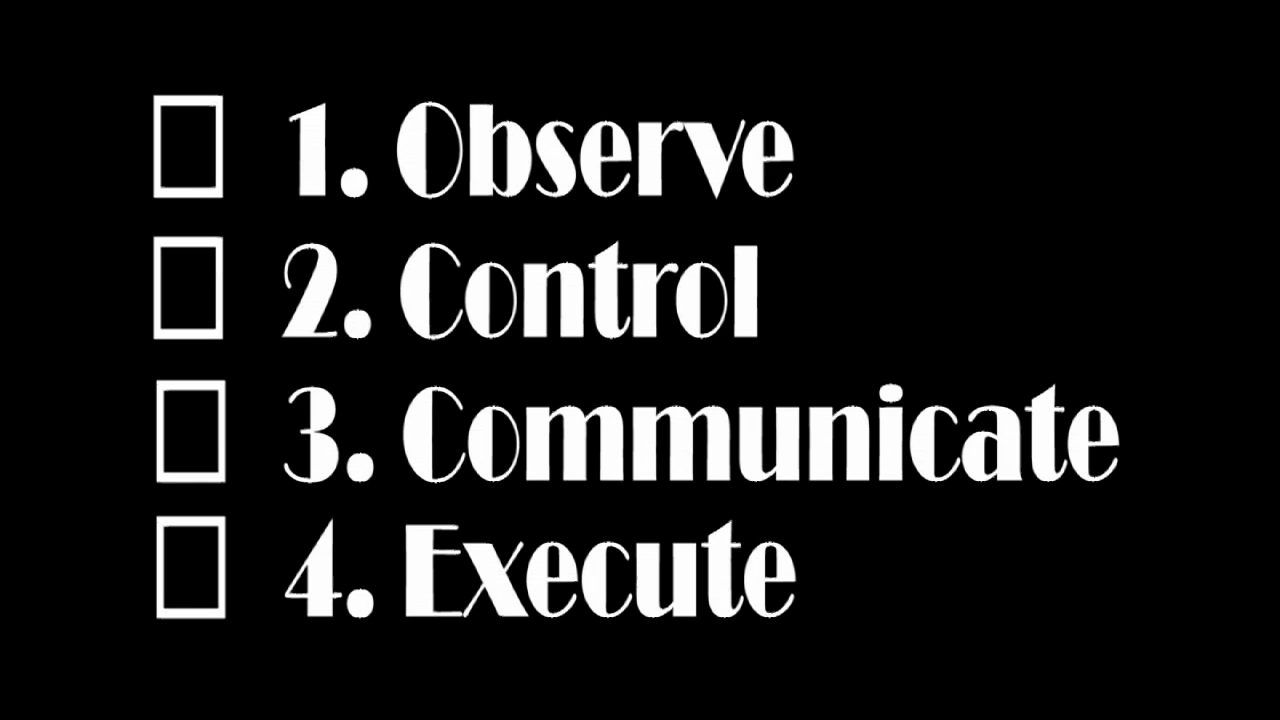 1. Observe
2. Control
3. Communicate
4. Execute